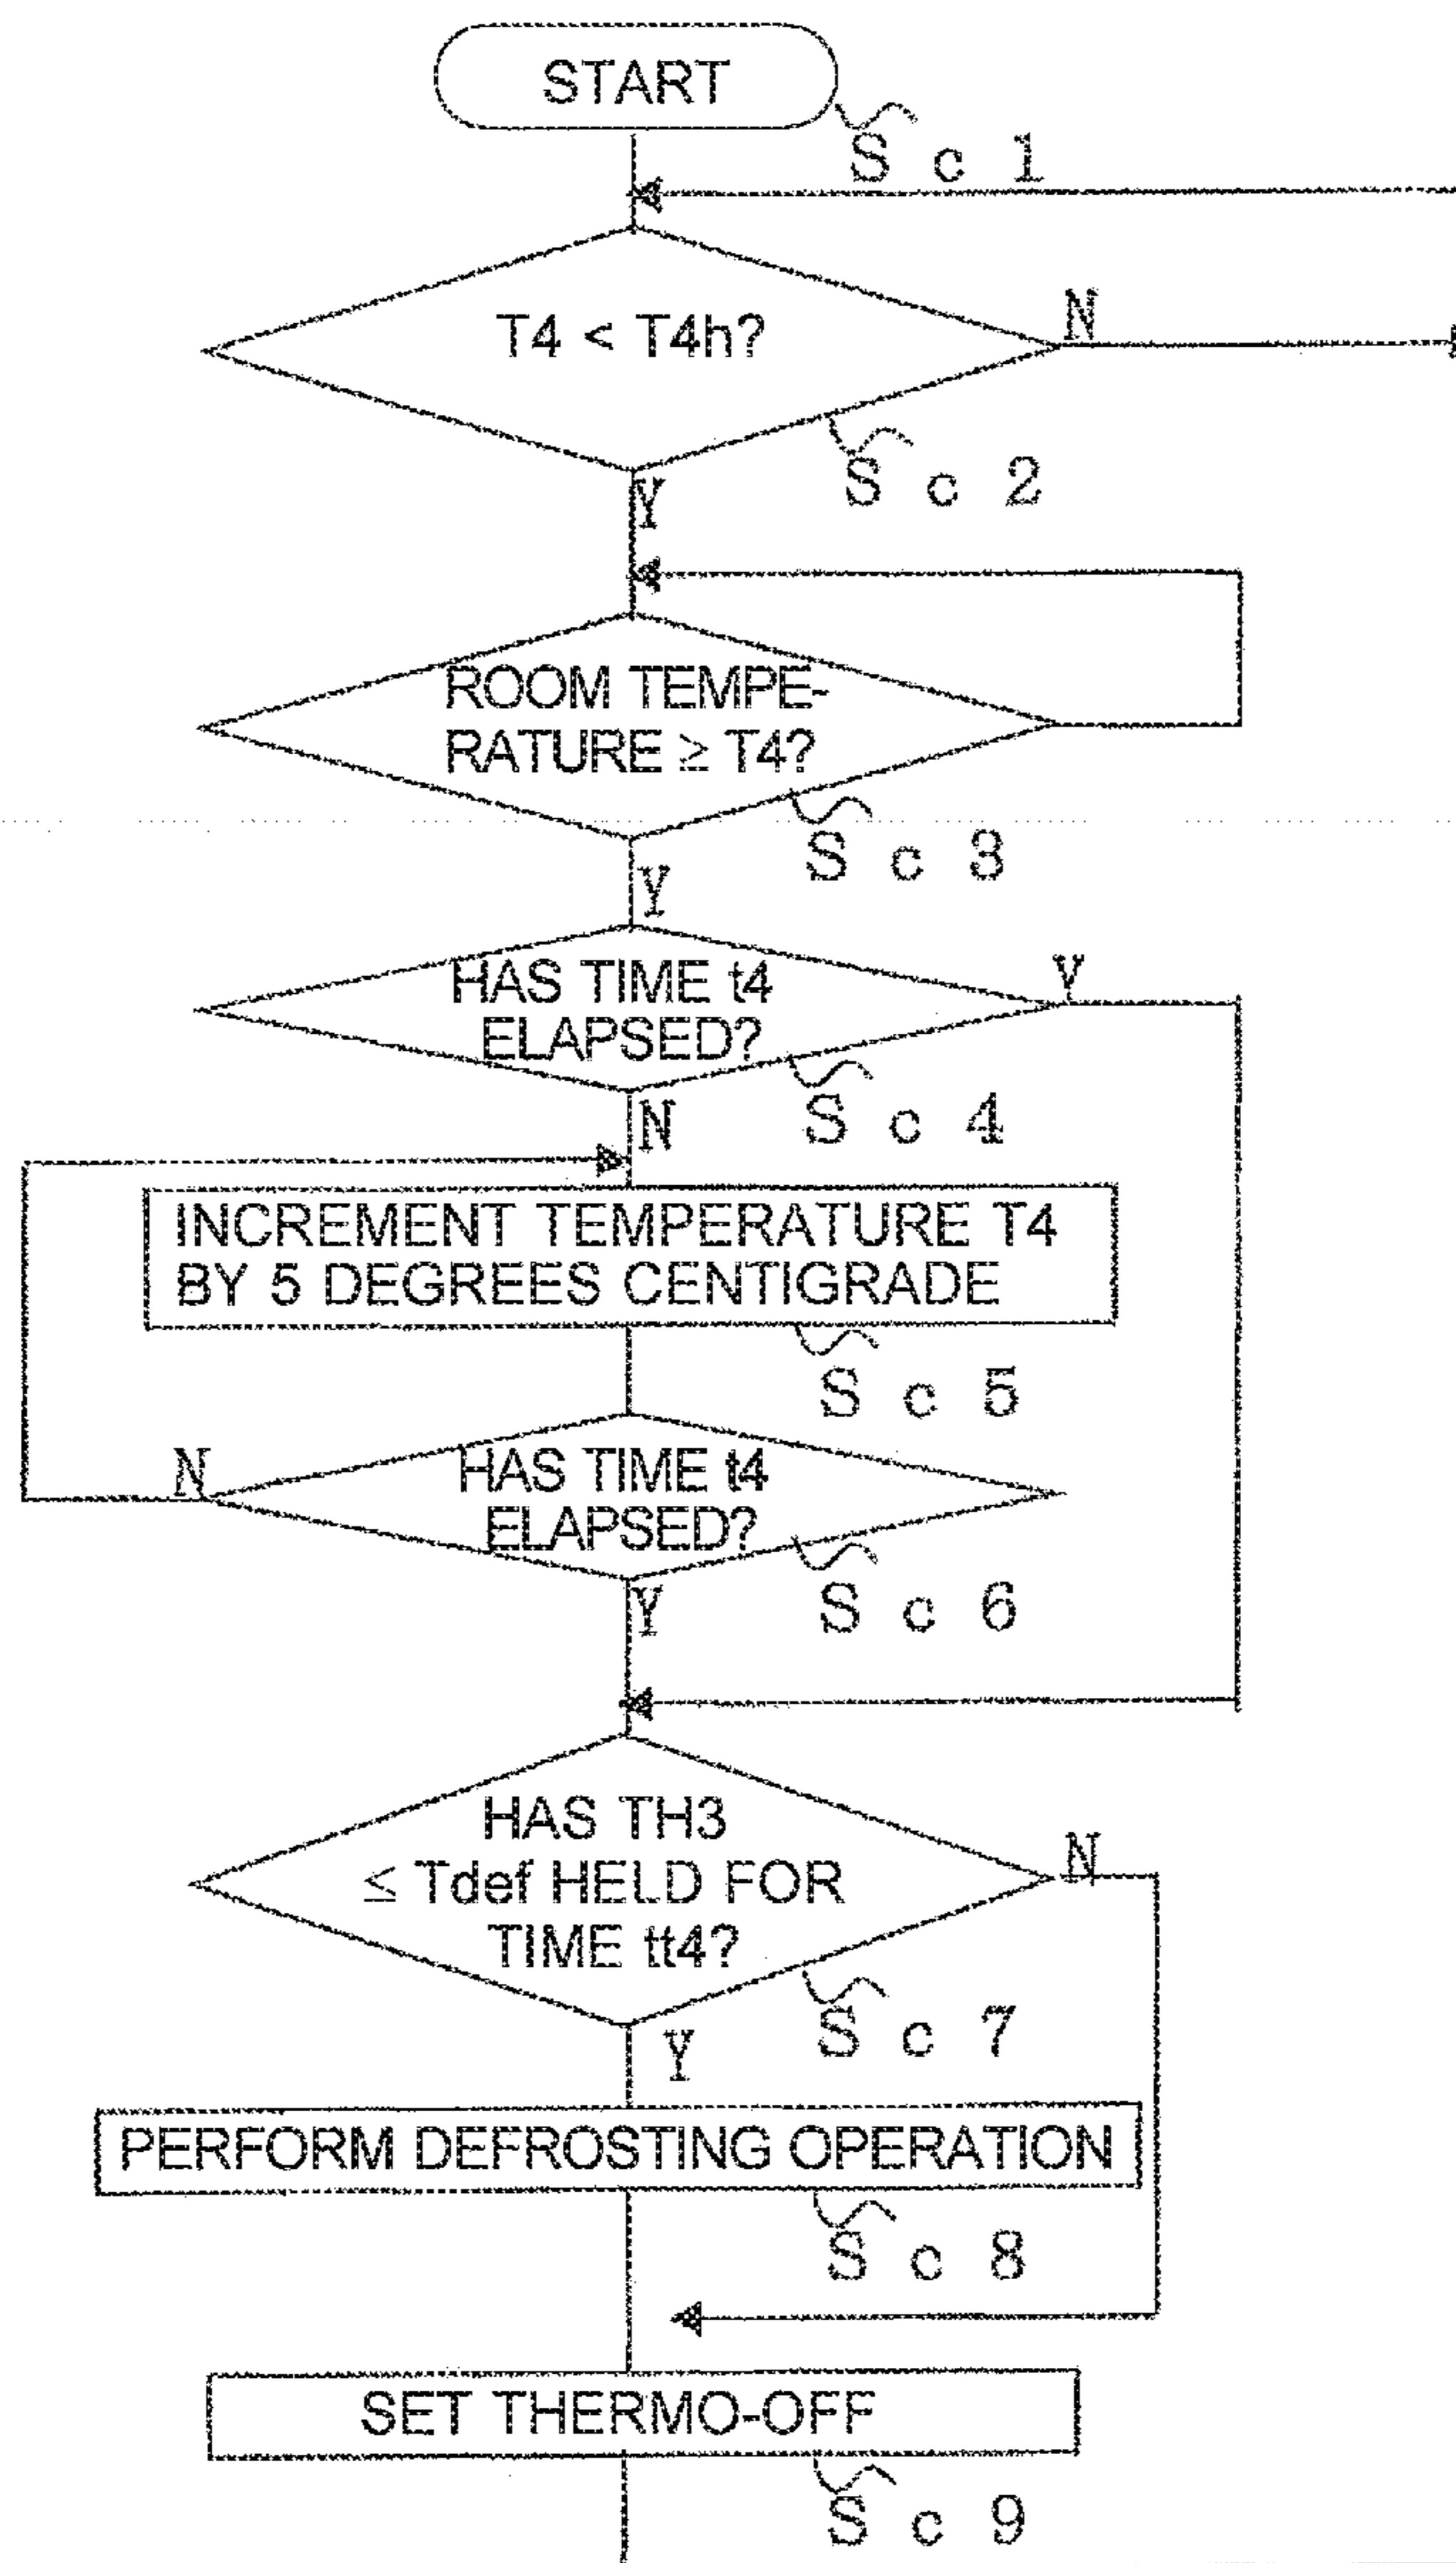 START
S c 1
T4 < T4h?
N
S c 2
Y
ROOM TEMPE-
RATURE ≥ T4?
S c 3
Y
HAS TIME t4
ELAPSED?
Y
S c 4
N
INCREMENT TEMPERATURE T4
BY 5 DEGREES CENTIGRADE
S c 5
HAS TIME t4
ELAPSED?
N
S c 6
Y
HAS TH3
≤ Tdef HELD FOR
TIME tt4?
N
S c 7
Y
PERFORM DEFROSTING OPERATION
S c 8
SET THERMO-OFF
S c 9